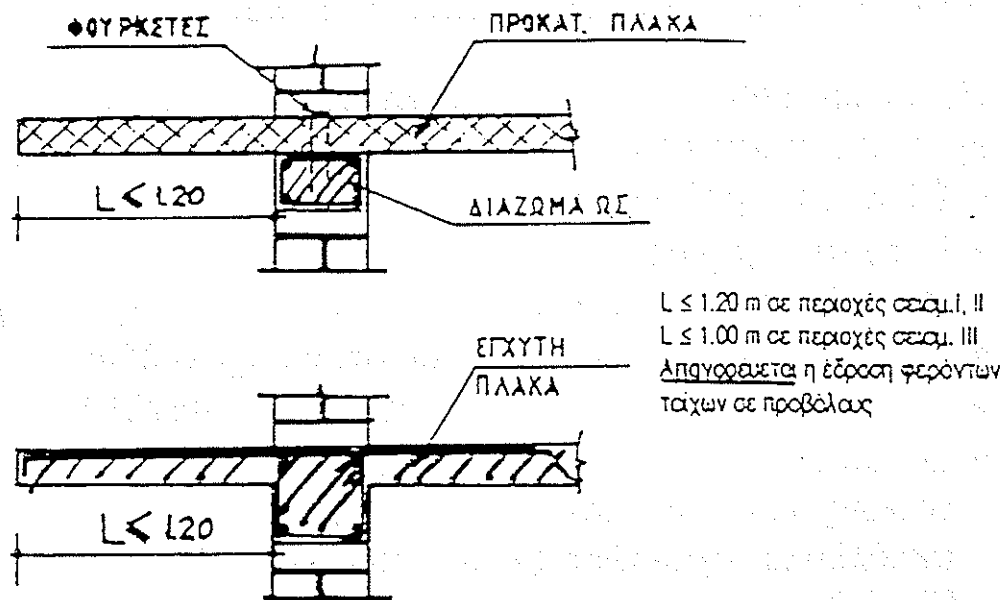 ΦΟΥΡΚΕΤΕΣ
ΠΡΟΚΑΤ. ΠΛΑΚΑ
L < 1.20
ΔΙΑΖΩΜΑ ΩΣ
L ≤ 1.20 m σε περιοχές σεισμ. I, II
L ≤ 1.00 m σε περιοχές σεισμ. III
Απαγορεύεται η έδραση φερόντων
τοίχων σε προβόλους
ΕΓΧΥΤΗ
ΠΛΑΚΑ
L < 1.20